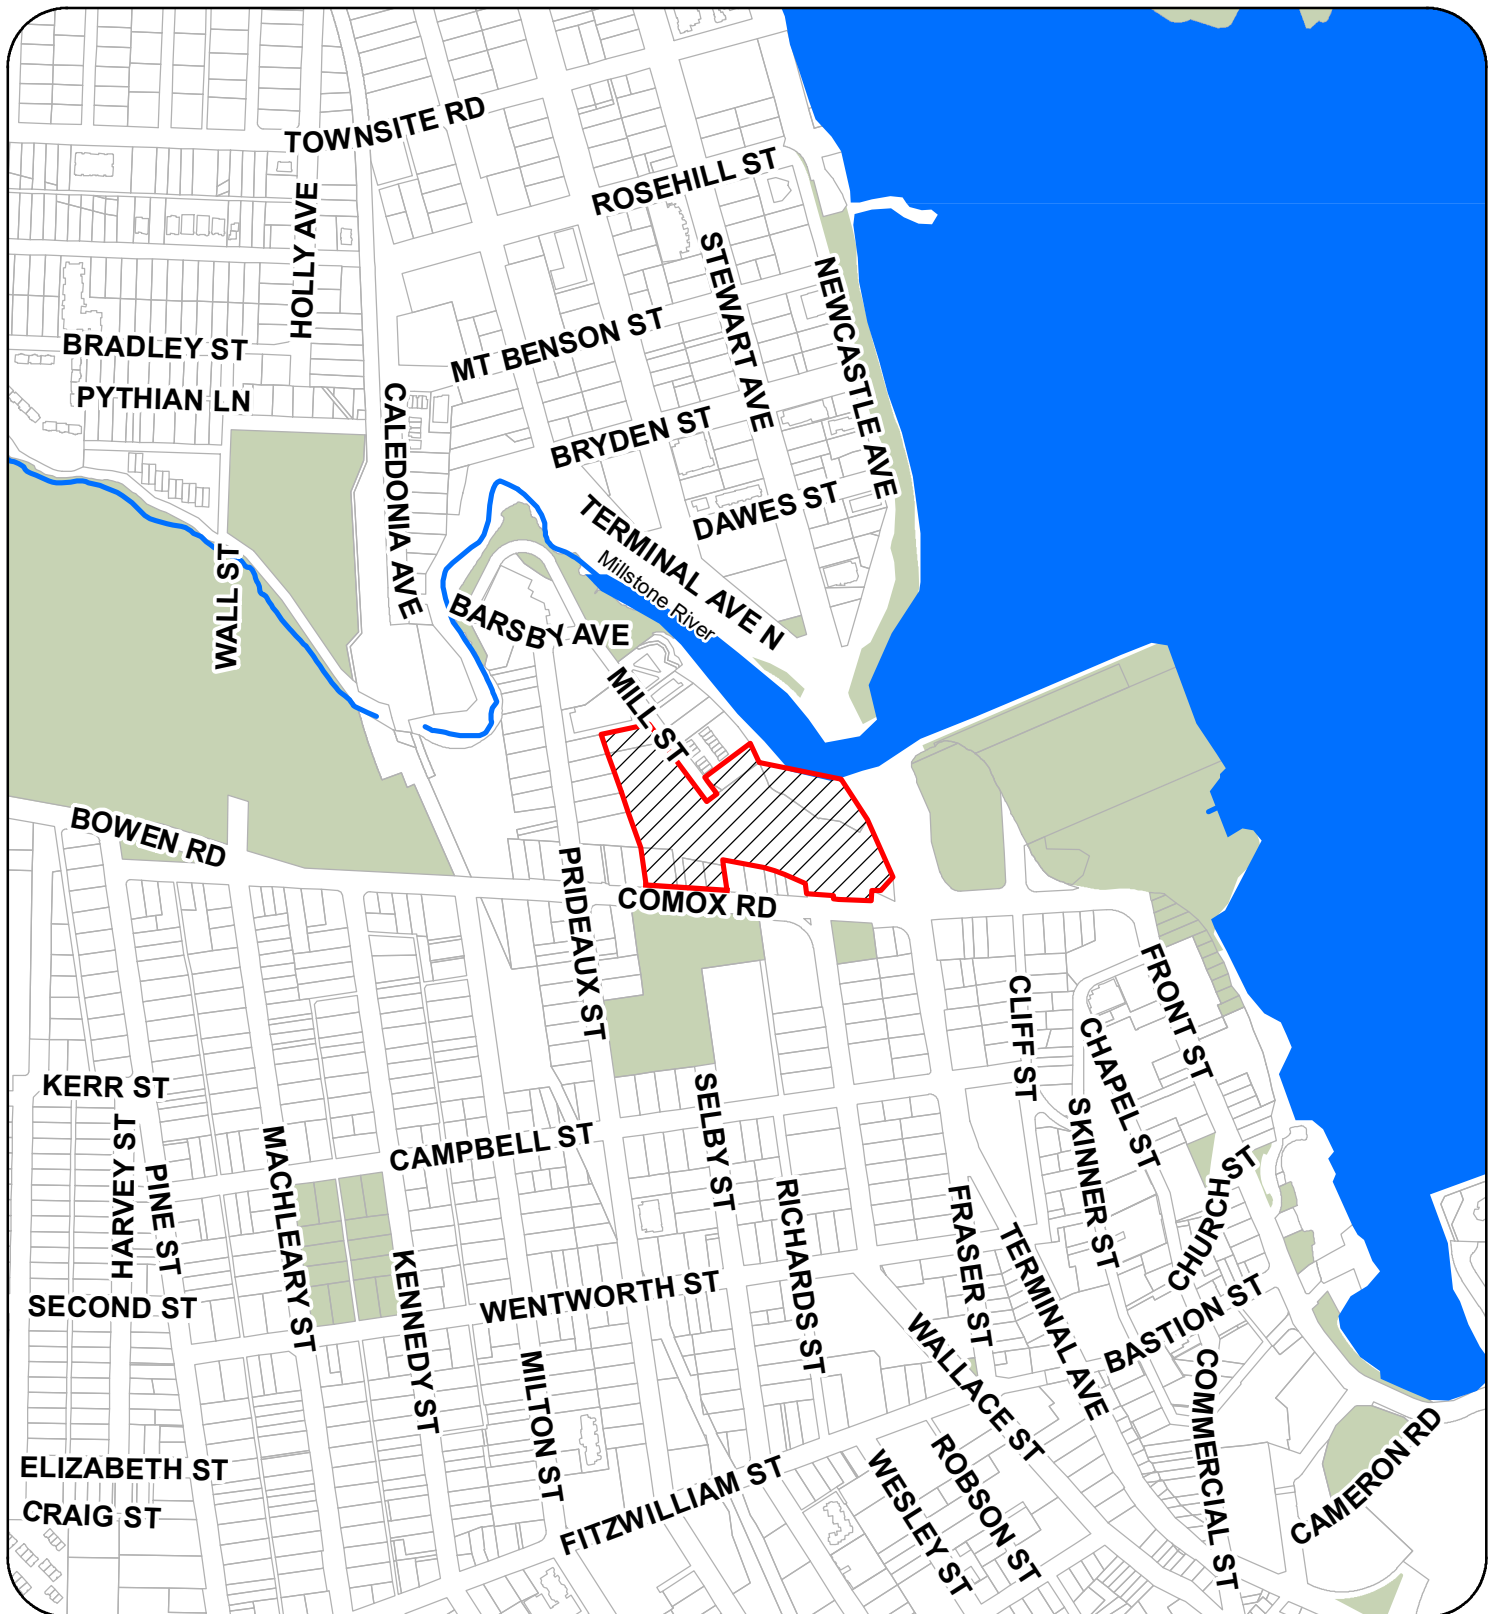 TOWNSITE RD
ROSEHILL ST
HOLLY AVE
STEWART AVE
NEWCASTLE AVE
BRADLEY ST
MT BENSON ST
PYTHIAN LN
CALEDONIA AVE
BRYDEN ST
DAWES ST
TERMINAL AVE N
Millstone River
WALL ST
BARSBY AVE
MILL ST
BOWEN RD
PRIDEAUX ST
COMOX RD
FRONT ST
CLIFF ST
CHAPEL ST
KERR ST
SELBY ST
SKINNER ST
HARVEY ST
PINE ST
MACHLEARY ST
CAMPBELL ST
CHURCH ST
RICHARDS ST
FRASER ST
TERMINAL AVE
KENNEDY ST
SECOND ST
WENTWORTH ST
BASTION ST
WALLACE ST
MILTON ST
COMMERCIAL ST
CAMERON RD
ELIZABETH ST
CRAIG ST
FITZWILLIAM ST
WESLEY ST
ROBSON ST